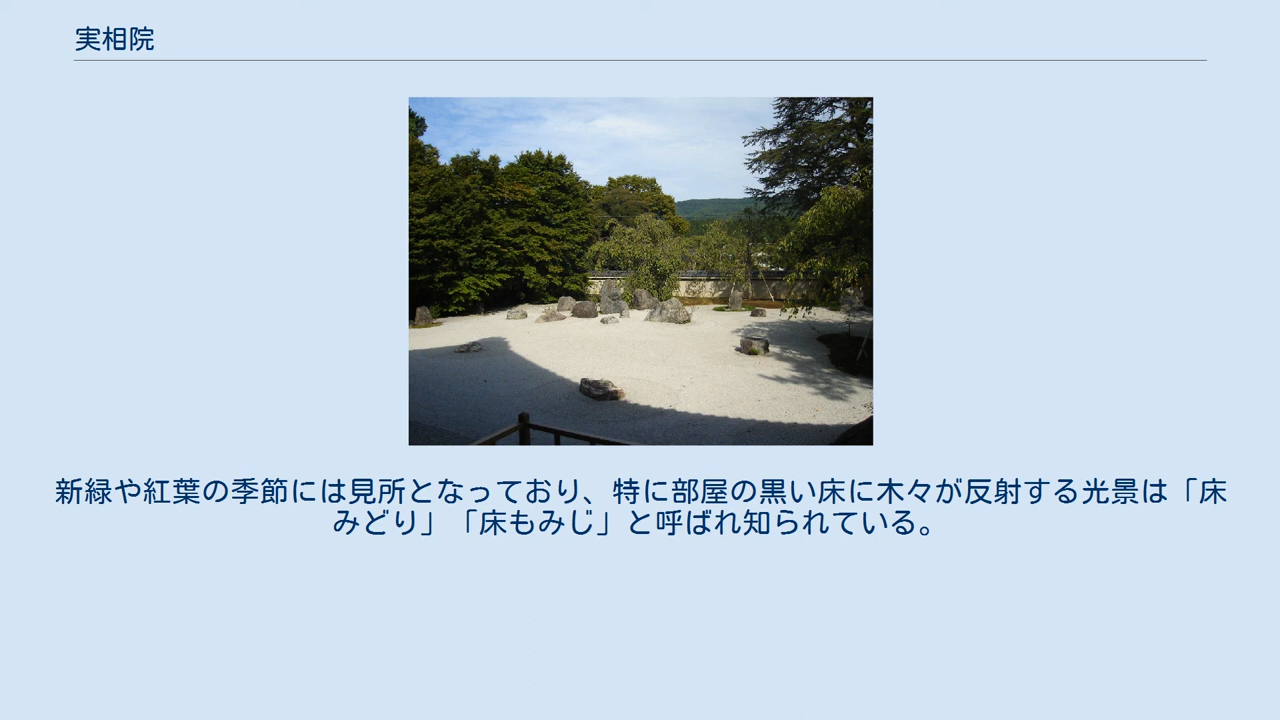 実相院
新緑や紅葉の季節には見所となっており、特に部屋の黒い床に木々が反射する光景は「床
みどり」「床もみじ」と呼ばれ知られている。